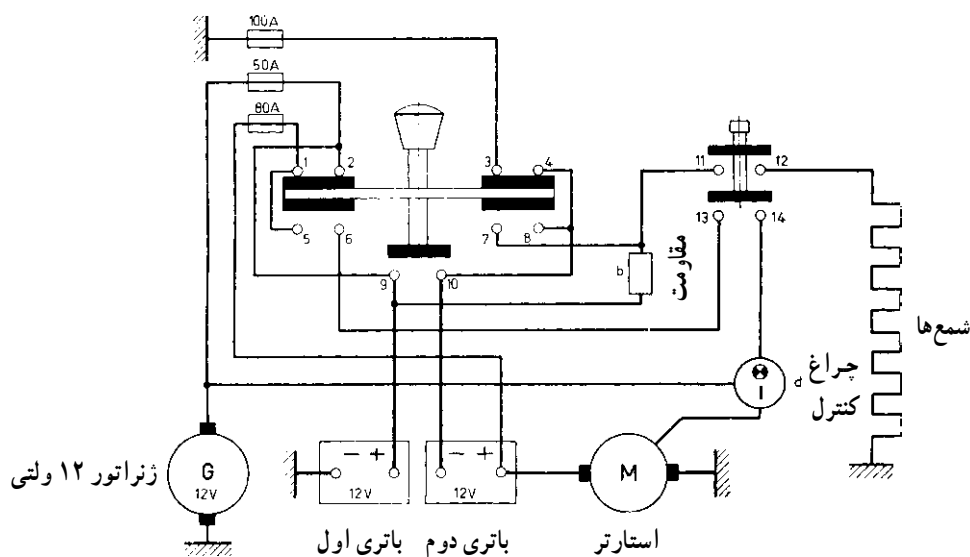 100A
50A
80A
1 2 3 4
5 6 7 8
9 10
11 12
13 14
b
مقاومت
شمع‌ها
چراغ
کنترل
d
G
12V
ژنراتور ۱۲ ولتی
− +
12V
− +
12V
M
باتری اول
باتری دوم
استارتر